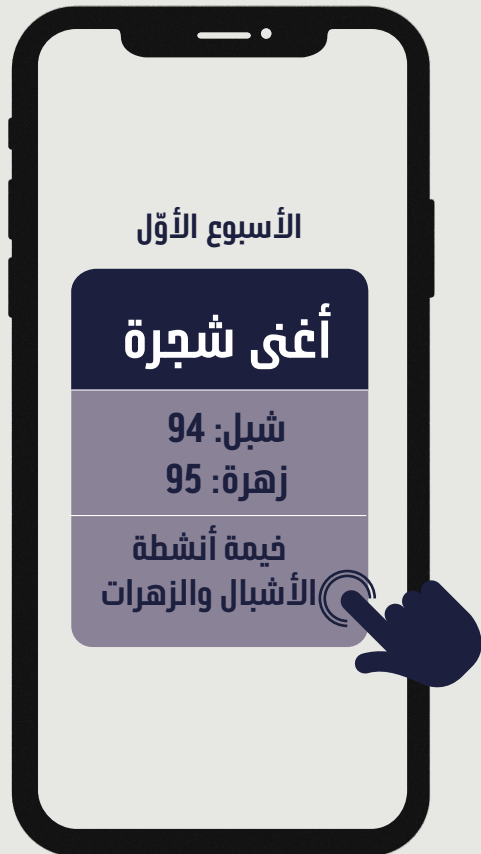 الأسبوع الأوّل
أغنى شجرة
شبل: 94
زهرة: 95
خيمة أنشطة
الأشبال والزهرات